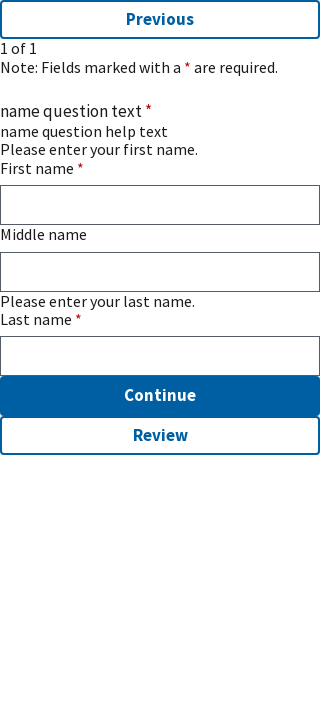 Previous
1 of 1
Note: Fields marked with a * are required.
name question text *
name question help text
Please enter your first name.
First name *
Middle name
Please enter your last name.
Last name *
Continue
Review